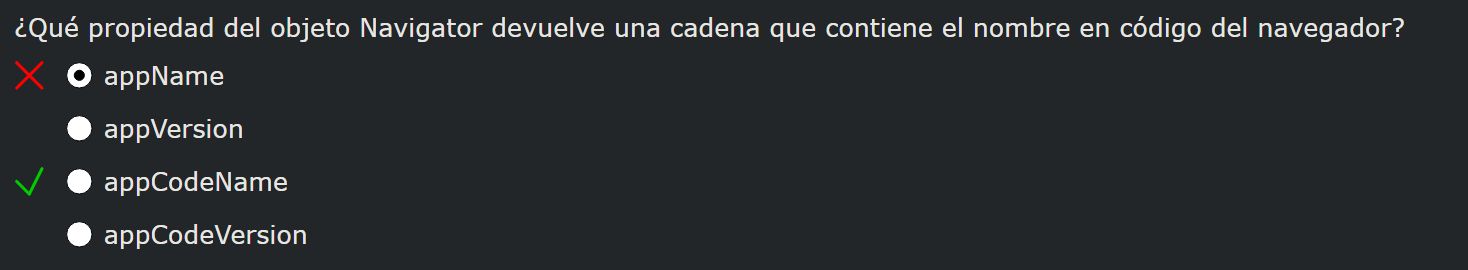 ¿Qué propiedad del objeto Navigator devuelve una cadena que contiene el nombre en código del navegador?
appName
appVersion
appCodeName
appCodeVersion